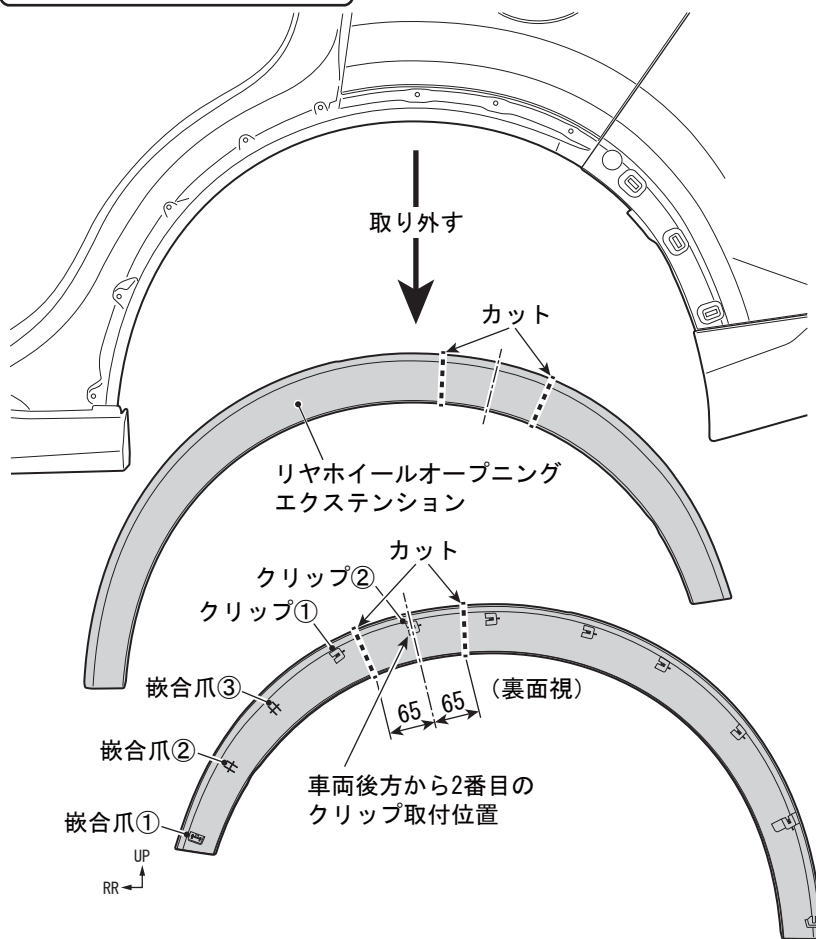 取り外す
カット
リヤホイールオープニング
エクステンション
カット
クリップ②
クリップ①
嵌合爪③
65
65
(裏面視)
嵌合爪②
車両後方から2番目の
クリップ取付位置
嵌合爪①
UP
RR